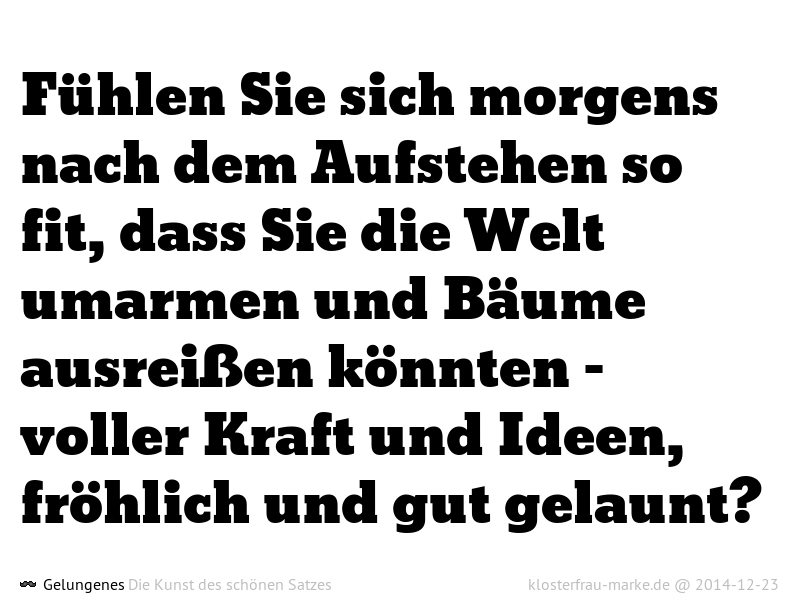 Fühlen Sie sich morgens
nach dem Aufstehen so
fit, dass Sie die Welt
umarmen und Bäume
ausreißen könnten -
voller Kraft und Ideen,
fröhlich und gut gelaunt?
Gelungenes Die Kunst des schönen Satzes
klosterfrau-marke.de @ 2014-12-23